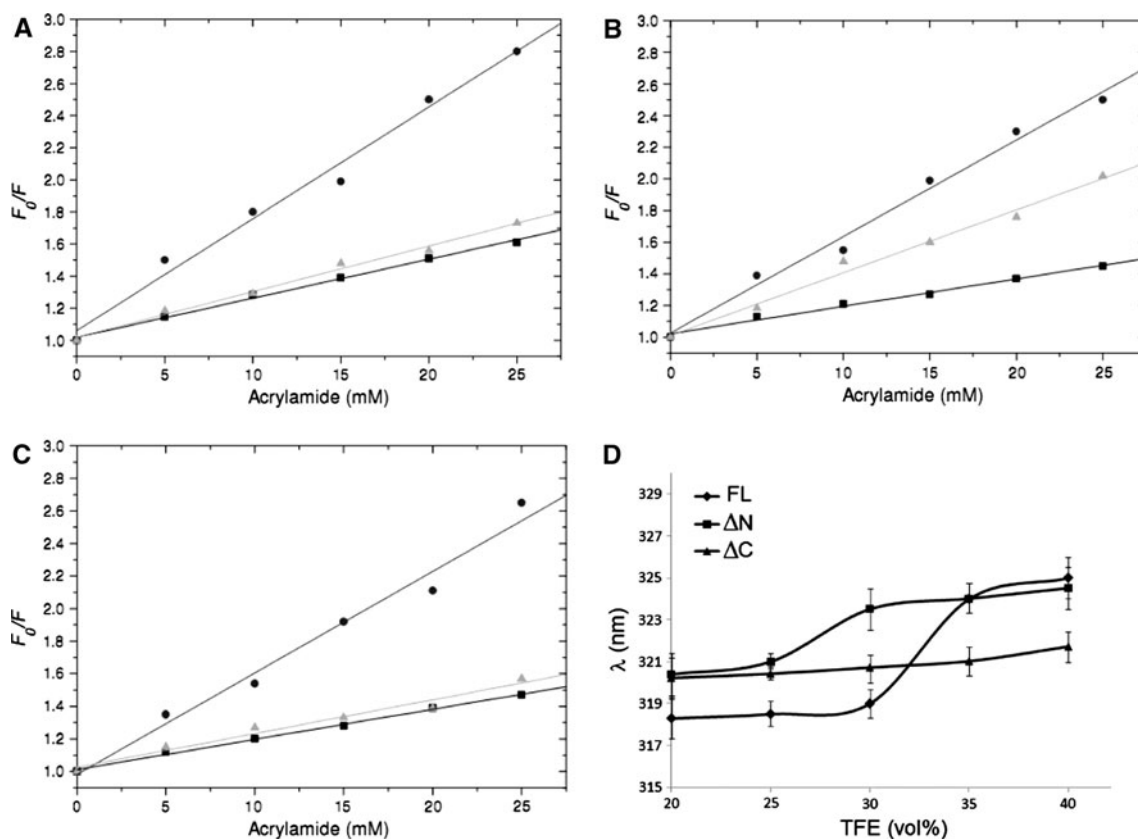 A
3.0
2.8
2.6
2.4
2.2
2.0
1.8
1.6
1.4
1.2
1.0
F0/F
0 5 10 15 20 25
Acrylamide (mM)
B
3.0
2.8
2.6
2.4
2.2
2.0
1.8
1.6
1.4
1.2
1.0
F0/F
0 5 10 15 20 25
Acrylamide (mM)
C
3.0
2.8
2.6
2.4
2.2
2.0
1.8
1.6
1.4
1.2
1.0
F0/F
0 5 10 15 20 25
Acrylamide (mM)
D
329
327
325
323
321
319
317
315
λ (nm)
FL
ΔN
ΔC
20 25 30 35 40
TFE (vol%)